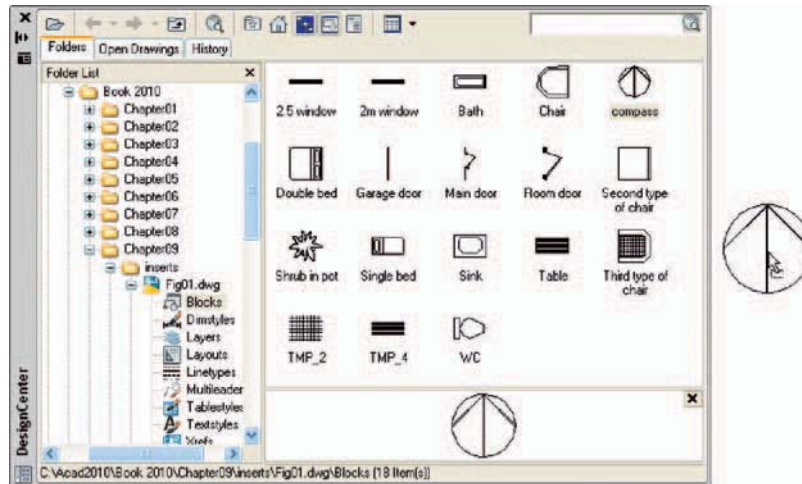 Folders Open Drawings History
Folder List
Book 2010
Chapter01
Chapter02
Chapter03
Chapter04
Chapter05
Chapter06
Chapter07
Chapter08
Chapter09
inserts
Fig01.dwg
Blocks
Dimstyles
Layers
Layouts
Linetypes
Multileader
Tablestyles
Textstyles
Xrefs
2.5 window 2m window Bath Chair compass
Double bed Garage door Main door Room door Second type
of chair
Shrub in pot Single bed Sink Table Third type of
chair
TMP_2 TMP_4 WC
DesignCenter
C:\Acad2010\Book 2010\Chapter09\inserts\Fig01.dwg\Blocks (18 Item(s))